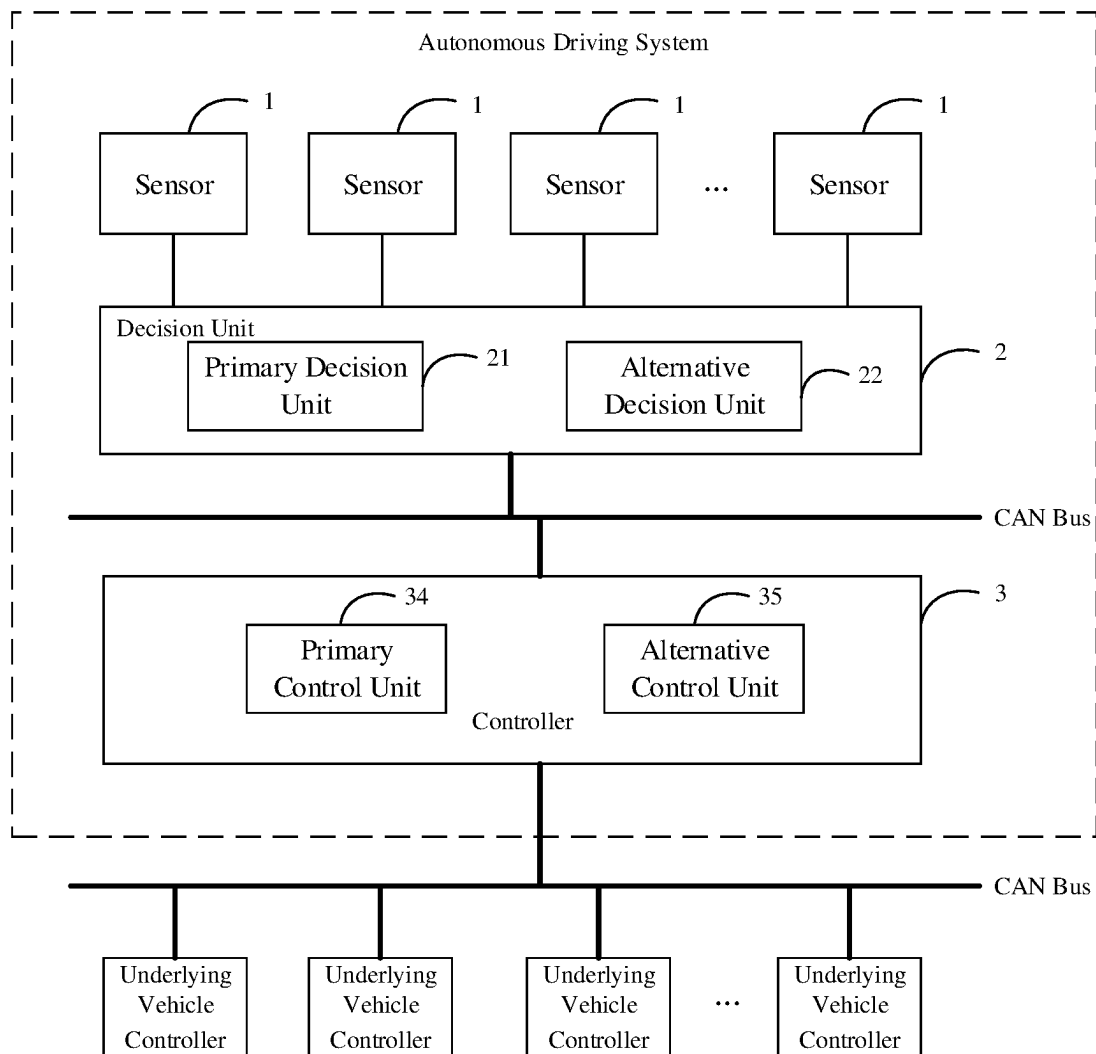 Autonomous Driving System
1 1 1 1
Sensor Sensor Sensor ... Sensor
Decision Unit
Primary Decision
Unit
21
Alternative
Decision Unit
22
2
CAN Bus
34
Primary
Control Unit
35
Alternative
Control Unit
3
Controller
CAN Bus
Underlying
Vehicle
Controller
Underlying
Vehicle
Controller
Underlying
Vehicle
Controller
...
Underlying
Vehicle
Controller